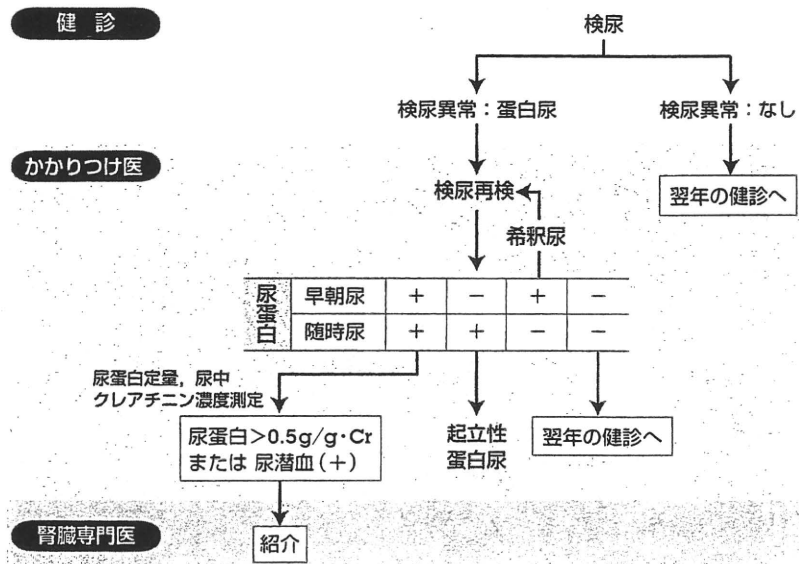 健 診
検尿
検尿異常：蛋白尿
検尿異常：なし
かかりつけ医
検尿再検
翌年の健診へ
希釈尿
尿蛋白
早朝尿 + − + −
随時尿 + + − −
尿蛋白定量，尿中
クレアチニン濃度測定
尿蛋白＞0.5g/g·Cr
または 尿潜血(＋)
起立性
蛋白尿
翌年の健診へ
腎臓専門医
紹介